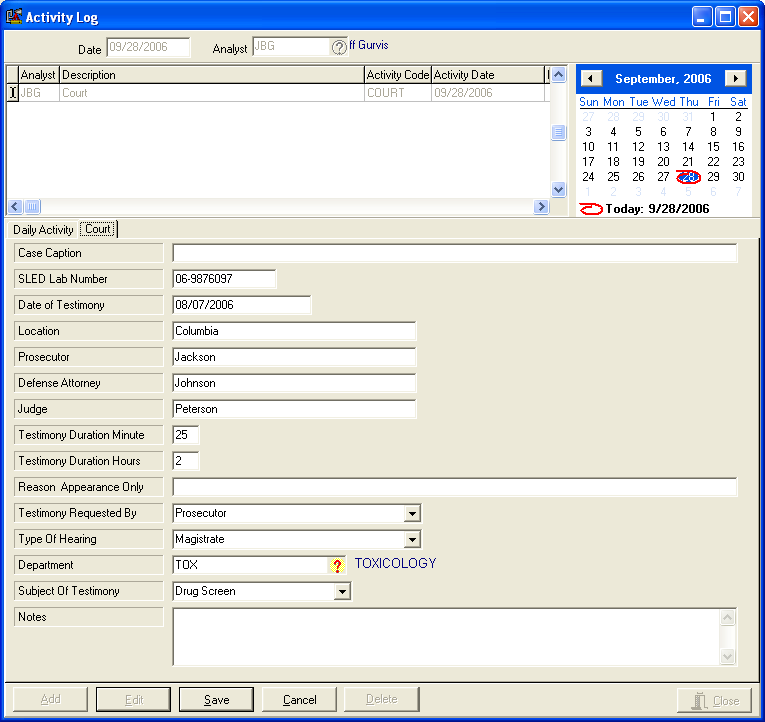 Activity Log
Date 09/28/2006 Analyst JBG ff Gurvis
Analyst Description Activity Code Activity Date
JBG Court COURT 09/28/2006
September, 2006
Sun Mon Tue Wed Thu Fri Sat
27 28 29 30 31 1 2
3 4 5 6 7 8 9
10 11 12 13 14 15 16
17 18 19 20 21 22 23
24 25 26 27 28 29 30
1 2 3 4 5 6 7
Today: 9/28/2006
Daily Activity Court
Case Caption
SLED Lab Number 06-9876097
Date of Testimony 08/07/2006
Location Columbia
Prosecutor Jackson
Defense Attorney Johnson
Judge Peterson
Testimony Duration Minute 25
Testimony Duration Hours 2
Reason Appearance Only
Testimony Requested By Prosecutor
Type Of Hearing Magistrate
Department TOX ? TOXICOLOGY
Subject Of Testimony Drug Screen
Notes
Add Edit Save Cancel Delete Close